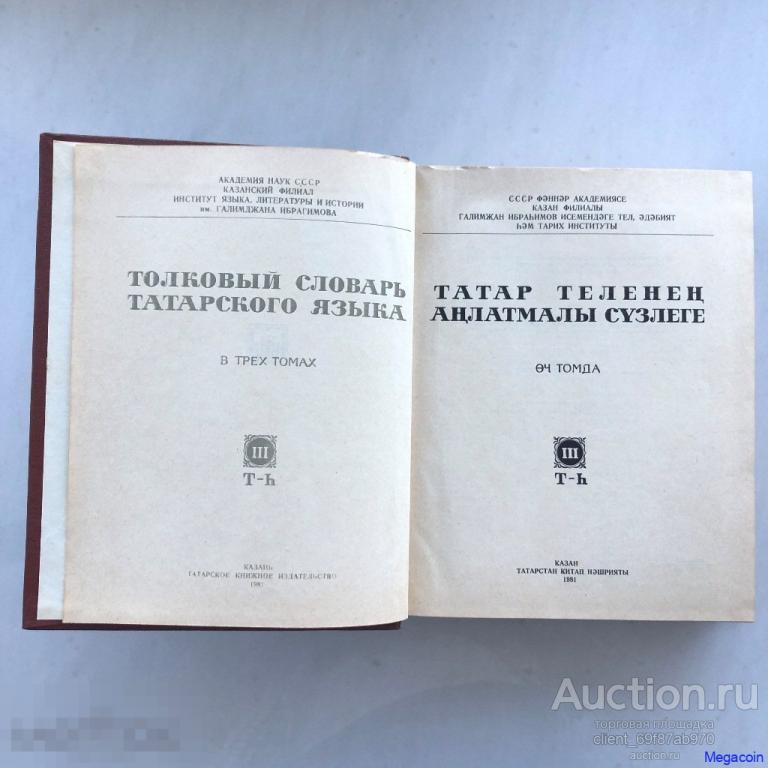 АКАДЕМИЯ НАУК СССР
КАЗАНСКИЙ ФИЛИАЛ
ИНСТИТУТ ЯЗЫКА, ЛИТЕРАТУРЫ И ИСТОРИИ
им. ГАЛИМДЖАНА ИБРАГИМОВА
ТОЛКОВЫЙ СЛОВАРЬ
ТАТАРСКОГО ЯЗЫКА
В ТРЕХ ТОМАХ
III
Т-Һ
КАЗАНЬ
ТАТАРСКОЕ КНИЖНОЕ ИЗДАТЕЛЬСТВО
1981
СССР ФӘННӘР АКАДЕМИЯСЕ
КАЗАН ФИЛИАЛЫ
ГАЛИМҖАН ИБРАҺИМОВ ИСЕМЕНДӘГЕ ТЕЛ, ӘДӘБИЯТ
ҺӘМ ТАРИХ ИНСТИТУТЫ
ТАТАР ТЕЛЕНЕҢ
АҢЛАТМАЛЫ СҮЗЛЕГЕ
ӨЧ ТОМДА
III
Т-Һ
КАЗАН
ТАТАРСТАН КИТАП НӘШРИЯТЫ
1981
Auction.ru
торговая площадка
client_69f87ab970
auction.ru
Megacoin